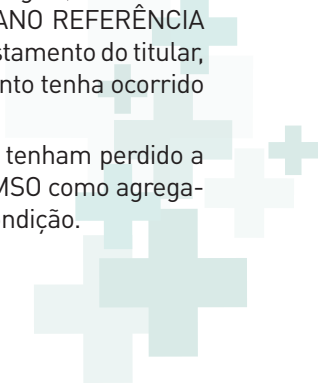 ANO REFERÊNCIA
stamento do titular,
nto tenha ocorrido
tenham perdido a
MSO como agrega-
ndição.